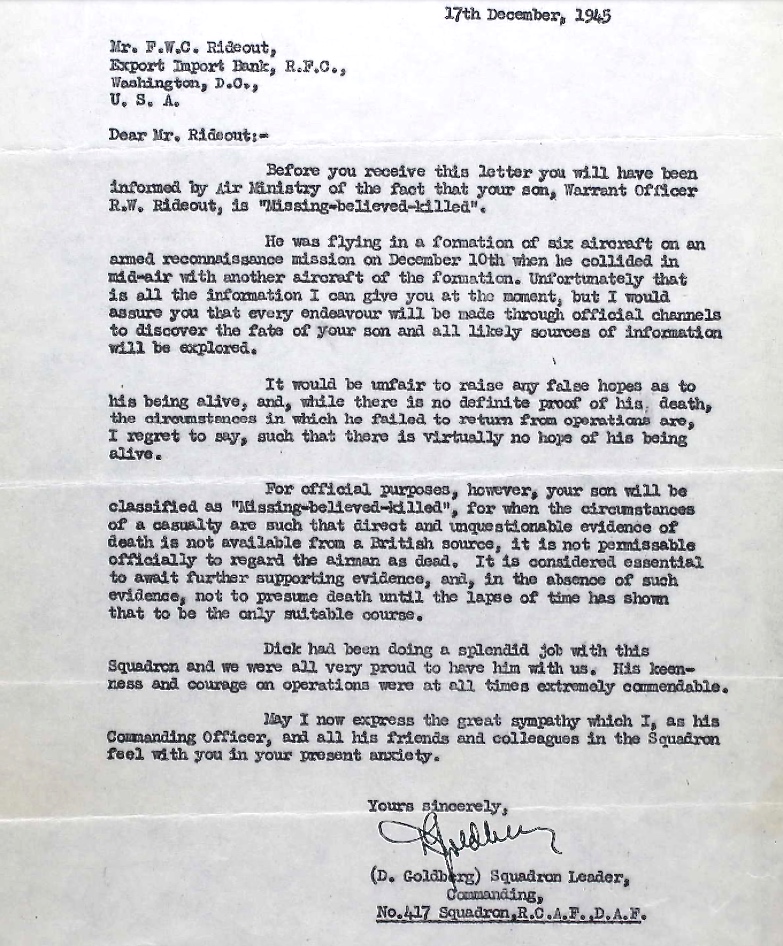 17th December, 1945
Mr. F.W.C. Rideout,
Export Import Bank, R.F.C.,
Washington, D.C.,
U. S. A.
Dear Mr. Rideout:-
Before you receive this letter you will have been
informed by Air Ministry of the fact that your son, Warrant Officer
R.W. Rideout, is "Missing-believed-killed".
He was flying in a formation of six aircraft on an
armed reconnaissance mission on December 10th when he collided in
mid-air with another aircraft of the formation. Unfortunately that
is all the information I can give you at the moment, but I would
assure you that every endeavour will be made through official channels
to discover the fate of your son and all likely sources of information
will be explored.
It would be unfair to raise any false hopes as to
his being alive, and, while there is no definite proof of his death,
the circumstances in which he failed to return from operations are,
I regret to say, such that there is virtually no hope of his being
alive.
For official purposes, however, your son will be
classified as "Missing-believed-killed", for when the circumstances
of a casualty are such that direct and unquestionable evidence of
death is not available from a British source, it is not permissable
officially to regard the airman as dead. It is considered essential
to await further supporting evidence, and, in the absence of such
evidence, not to presume death until the lapse of time has shown
that to be the only suitable course.
Dick had been doing a splendid job with this
Squadron and we were all very proud to have him with us. His keen-
ness and courage on operations were at all times extremely commendable.
May I now express the great sympathy which I, as his
Commanding Officer, and all his friends and colleagues in the Squadron
feel with you in your present anxiety.
Yours sincerely,
D Goldberg
(D. Goldberg) Squadron Leader,
Commanding,
No.417 Squadron,R.C.A.F.,D.A.F.